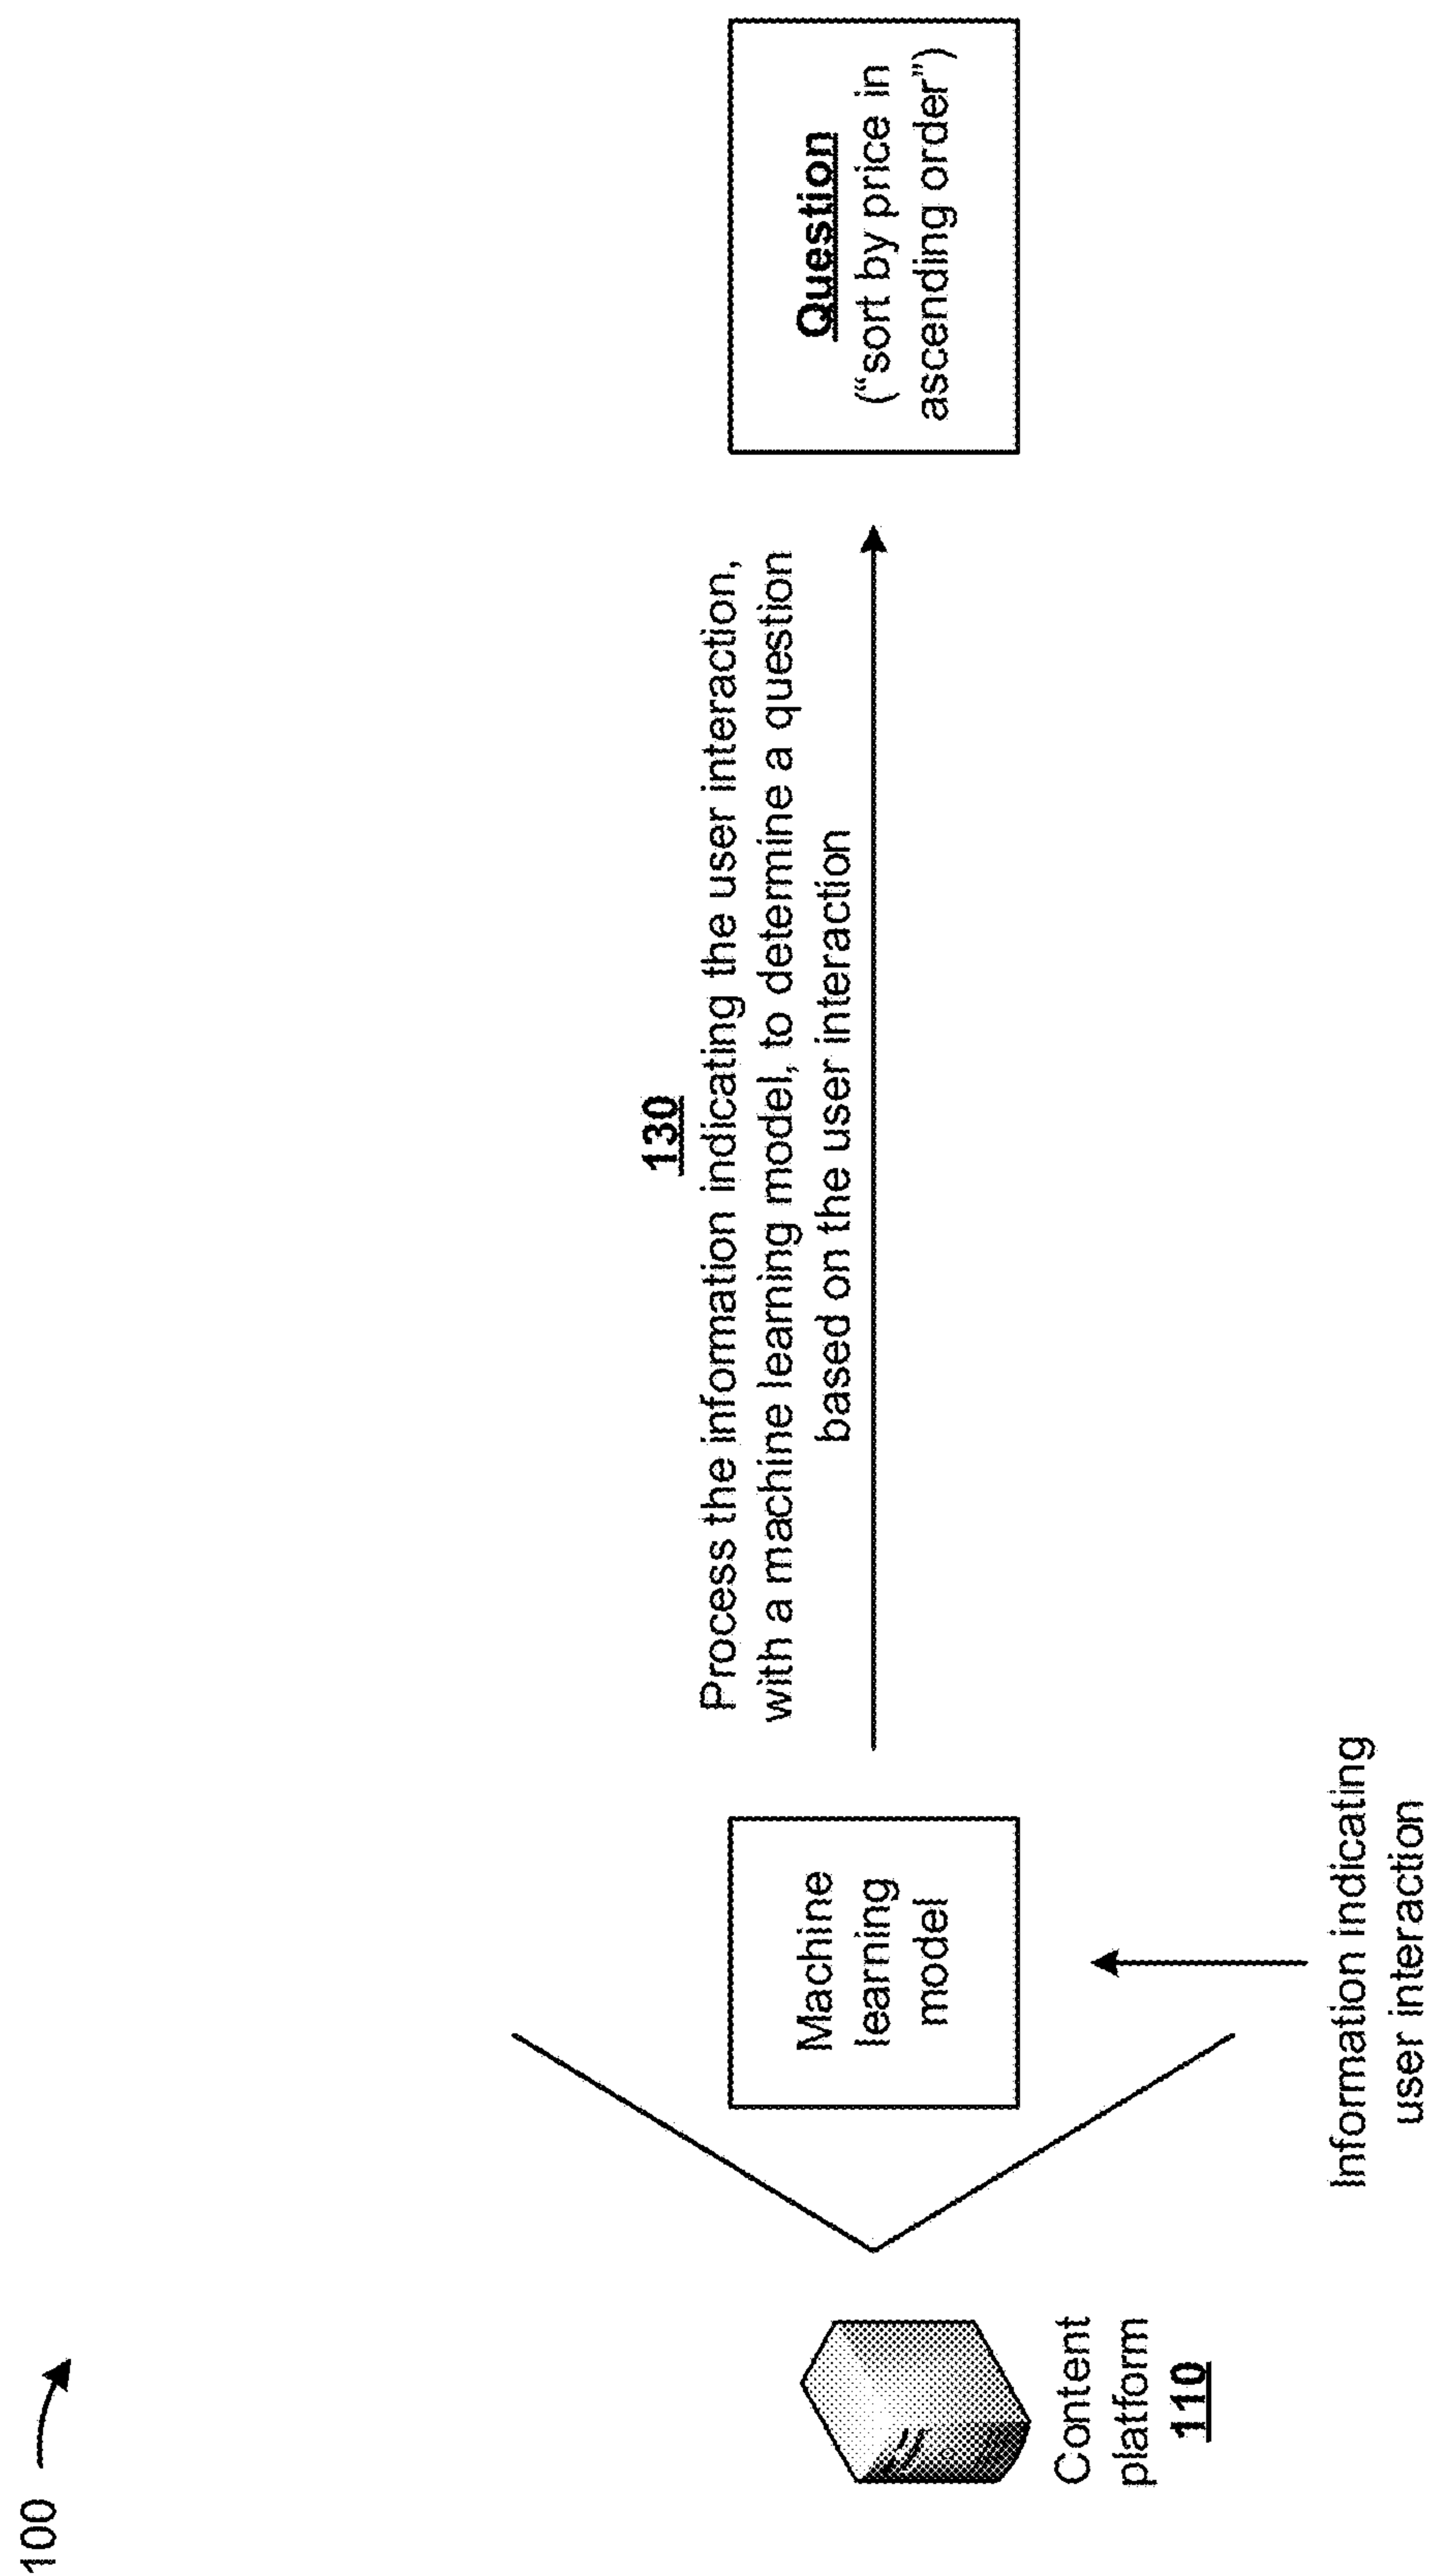 100
130
Process the information indicating the user interaction,
with a machine learning model, to determine a question
based on the user interaction
Content
platform
110
Machine
learning
model
Question
(“sort by price in
ascending order”)
Information indicating
user interaction